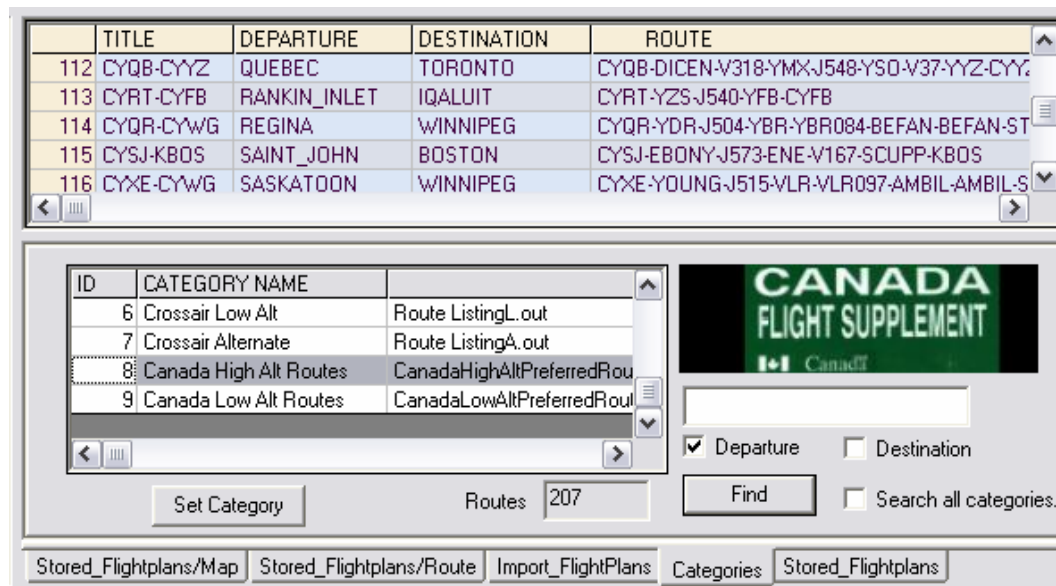 TITLE DEPARTURE DESTINATION ROUTE
112 CYQB-CYYZ QUEBEC TORONTO CYQB-DICEN-V318-YMX-J548-YSO-V37-YYZ-CYYZ
113 CYRT-CYFB RANKIN_INLET IQALUIT CYRT-YZS-J540-YFB-CYFB
114 CYQR-CYWG REGINA WINNIPEG CYQR-YDR-J504-YBR-YBR084-BEFAN-BEFAN-ST
115 CYSJ-KBOS SAINT_JOHN BOSTON CYSJ-EBONY-J573-ENE-V167-SCUPP-KBOS
116 CYXE-CYWG SASKATOON WINNIPEG CYXE-YOUNG-J515-VLR-VLR097-AMBIL-AMBIL-S
ID CATEGORY NAME
6 Crossair Low Alt Route ListingL.out
7 Crossair Alternate Route ListingA.out
8 Canada High Alt Routes CanadaHighAltPreferredRou
9 Canada Low Alt Routes CanadaLowAltPreferredRout
CANADA
FLIGHT SUPPLEMENT
Canada
Departure Destination
Set Category Routes 207 Find Search all categories.
Stored_Flightplans/Map Stored_Flightplans/Route Import_FlightPlans Categories Stored_Flightplans